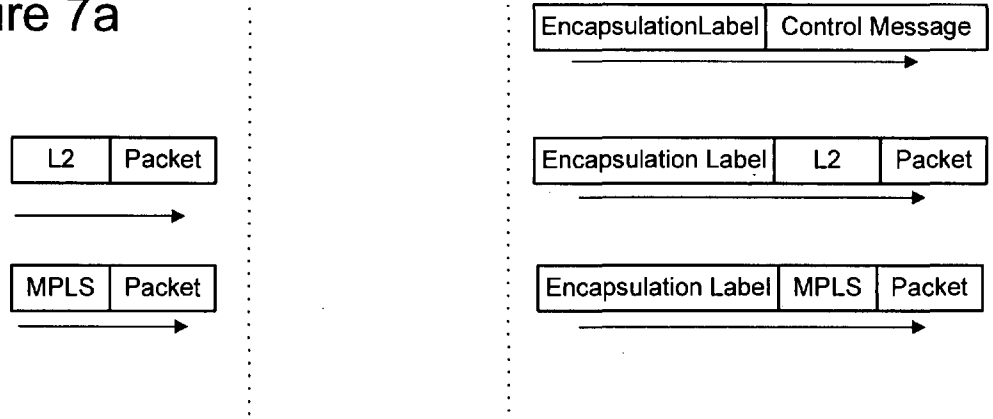 ure 7a
EncapsulationLabel Control Message
L2 Packet
Encapsulation Label L2 Packet
MPLS Packet
Encapsulation Label MPLS Packet